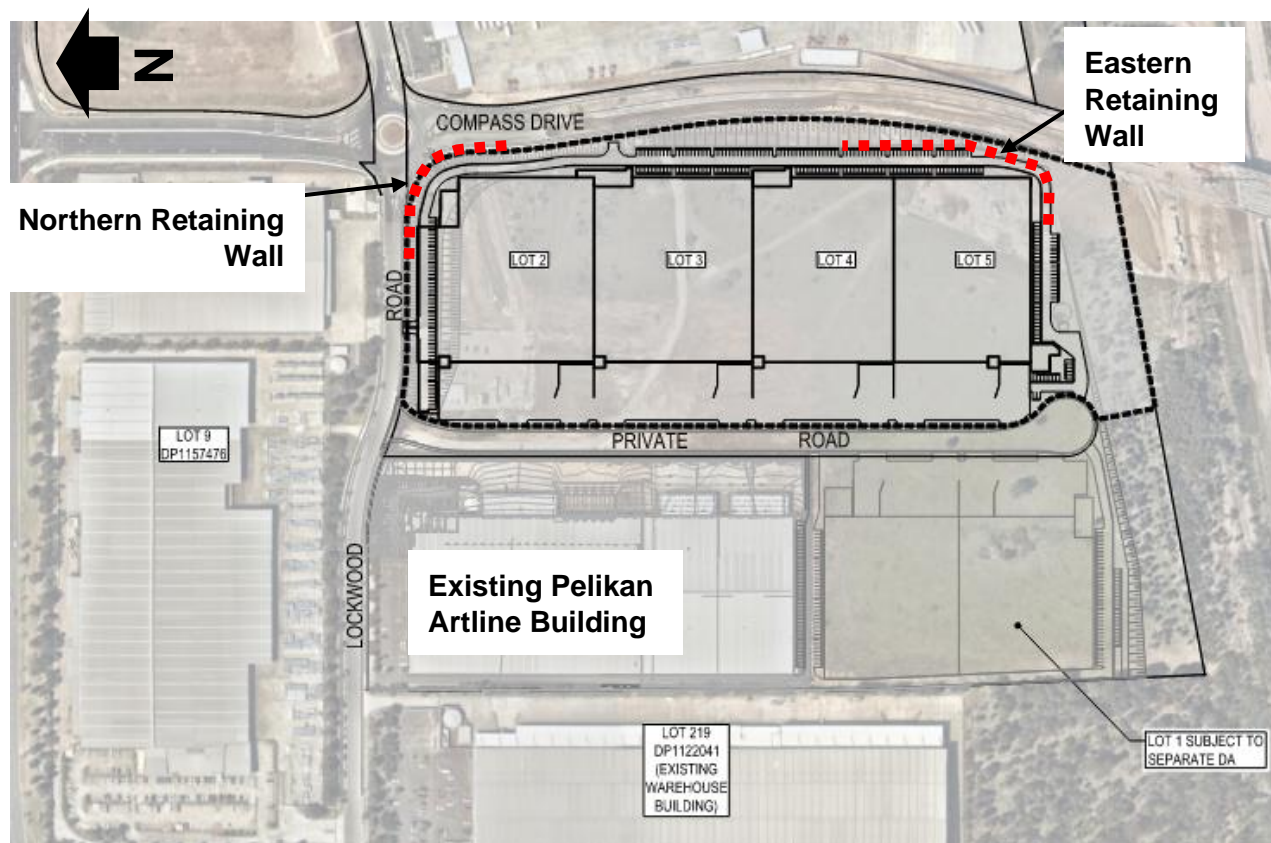 N
Eastern
Retaining
Wall
COMPASS DRIVE
Northern Retaining
Wall
LOT 2
LOT 3
LOT 4
LOT 5
ROAD
PRIVATE ROAD
LOT 9
DP1157476
LOCKWOOD
Existing Pelikan
Artline Building
LOT 219
DP1122041
(EXISTING
WAREHOUSE
BUILDING)
LOT 1 SUBJECT TO
SEPARATE DA